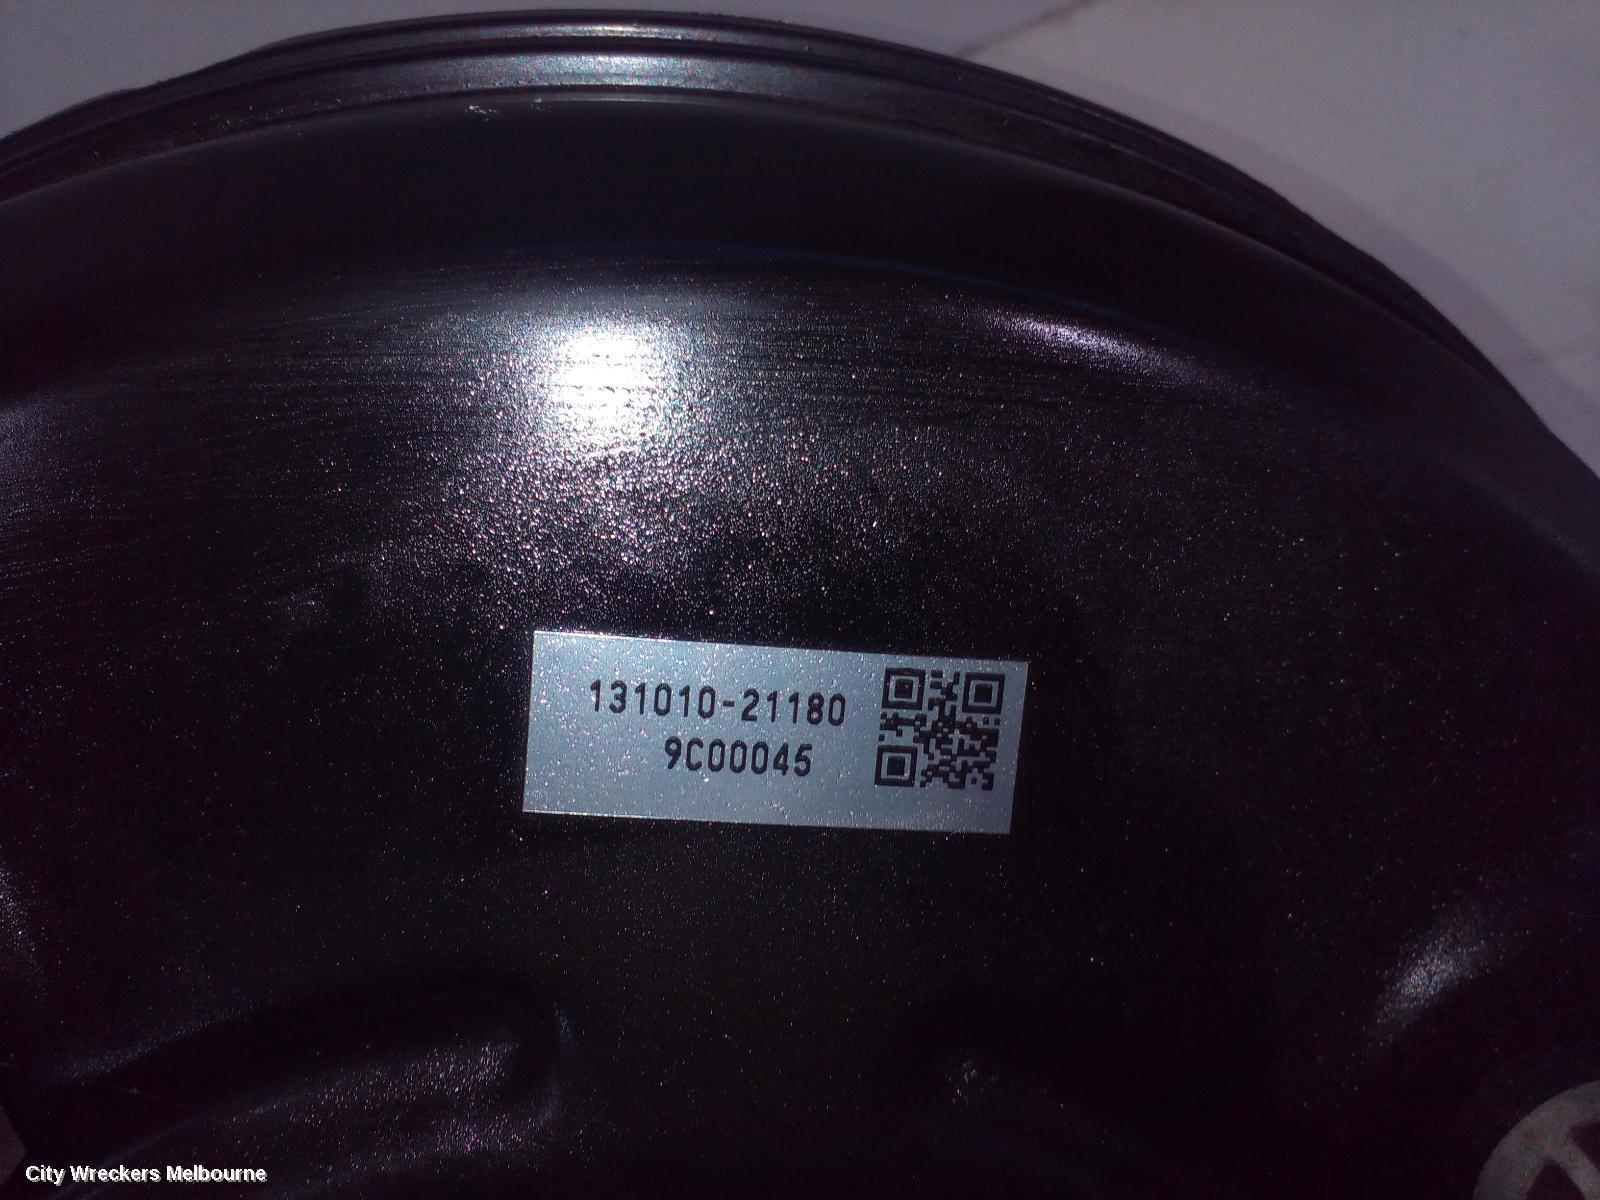 131010-21180
9C00045
City Wreckers Melbourne